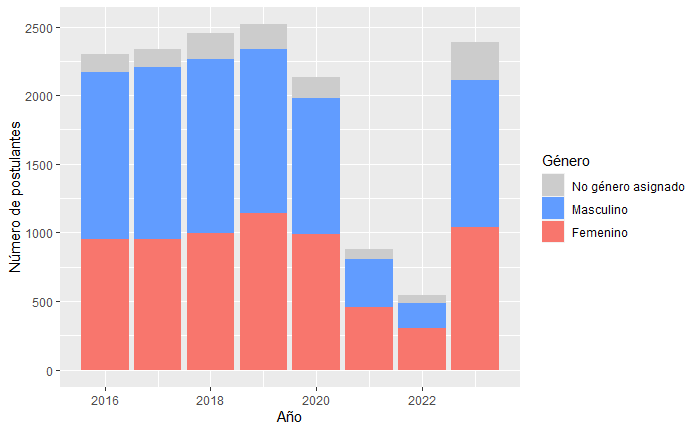 2500
2000
1500
1000
500
0
Número de postulantes
2016
2018
2020
2022
Año
Género
No género asignado
Masculino
Femenino